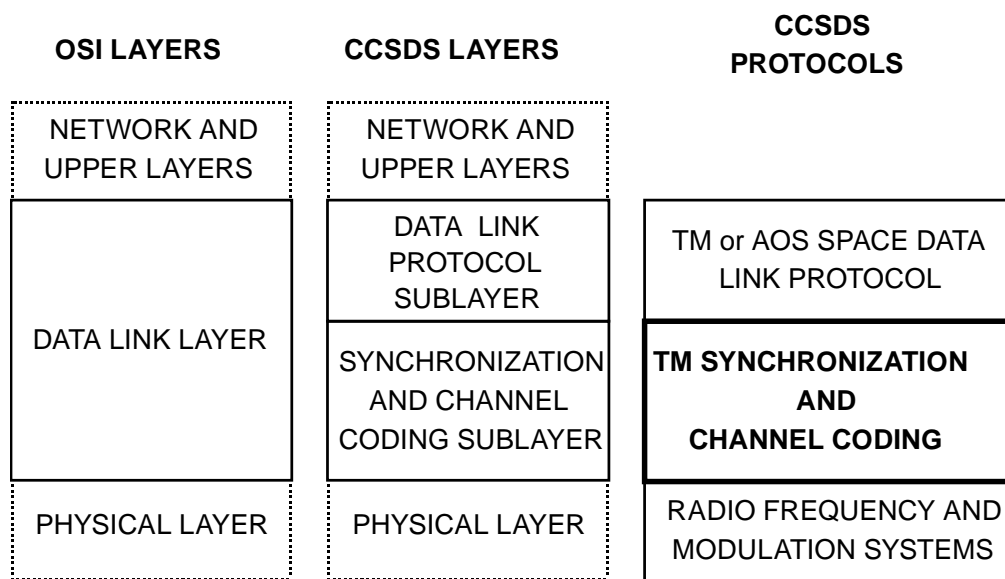 OSI LAYERS
CCSDS LAYERS
CCSDS
PROTOCOLS
NETWORK AND
UPPER LAYERS
NETWORK AND
UPPER LAYERS
DATA LINK LAYER
DATA LINK
PROTOCOL
SUBLAYER
TM or AOS SPACE DATA
LINK PROTOCOL
SYNCHRONIZATION
AND CHANNEL
CODING SUBLAYER
TM SYNCHRONIZATION
AND
CHANNEL CODING
PHYSICAL LAYER
PHYSICAL LAYER
RADIO FREQUENCY AND
MODULATION SYSTEMS